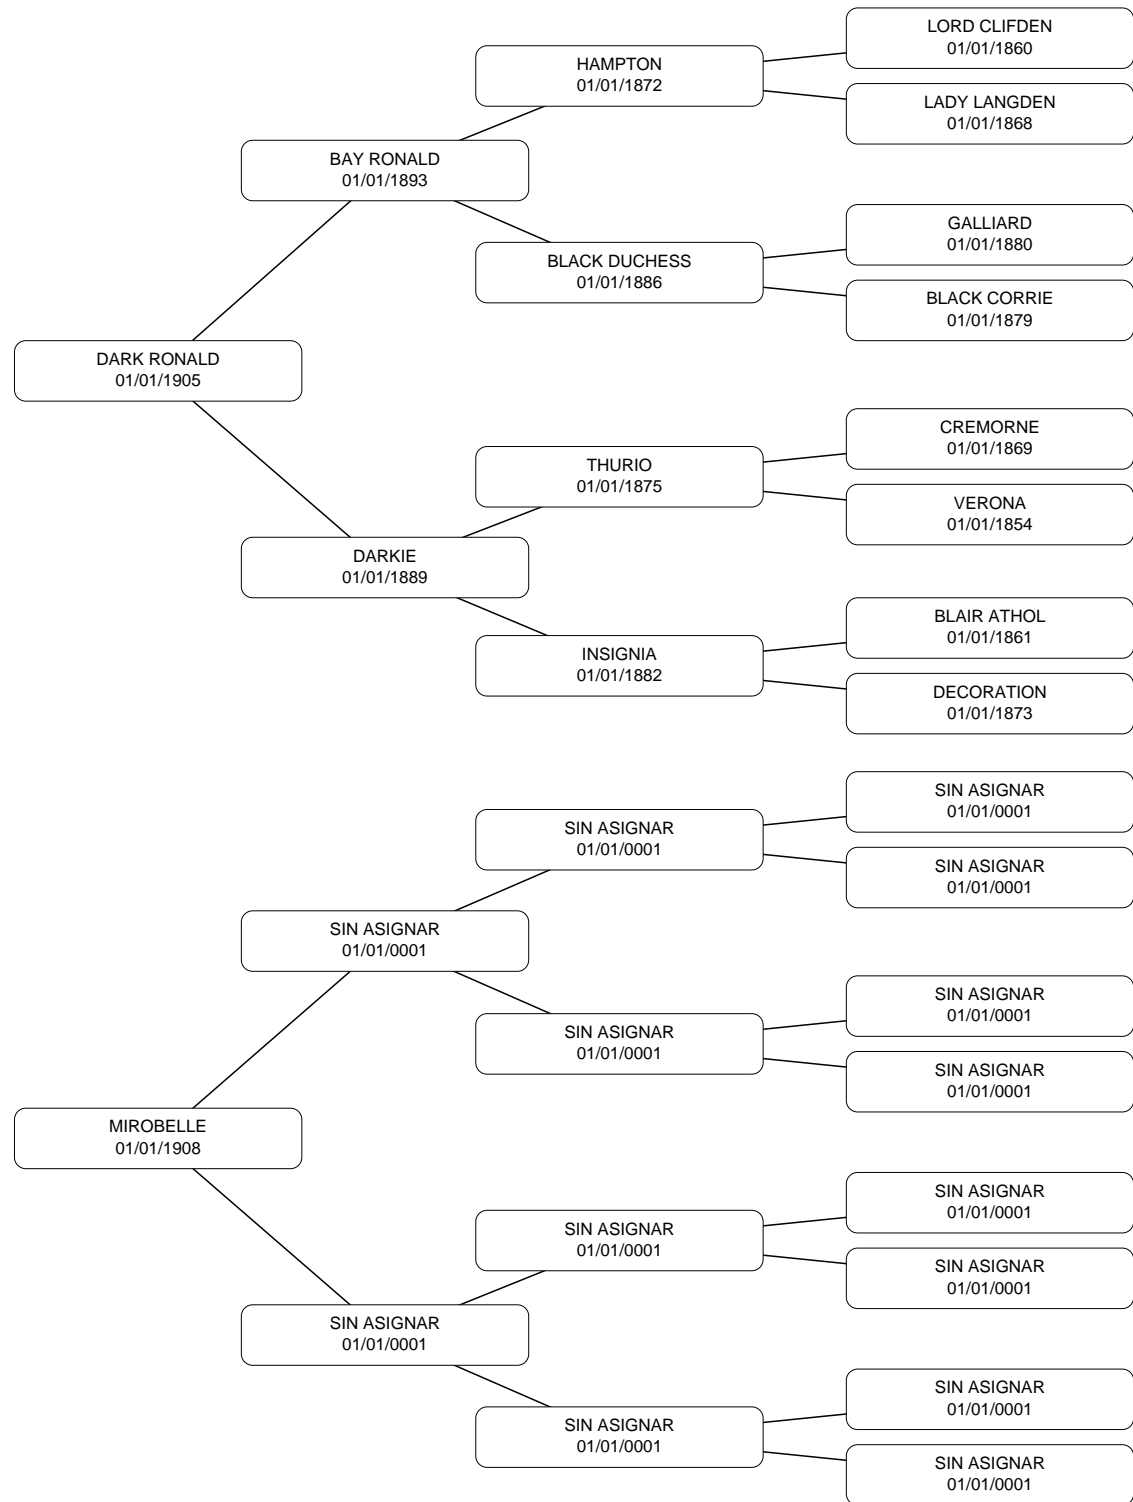 LORD CLIFDEN
01/01/1860
HAMPTON
01/01/1872
LADY LANGDEN
01/01/1868
BAY RONALD
01/01/1893
GALLIARD
01/01/1880
BLACK DUCHESS
01/01/1886
BLACK CORRIE
01/01/1879
DARK RONALD
01/01/1905
CREMORNE
01/01/1869
THURIO
01/01/1875
VERONA
01/01/1854
DARKIE
01/01/1889
BLAIR ATHOL
01/01/1861
INSIGNIA
01/01/1882
DECORATION
01/01/1873
SIN ASIGNAR
01/01/0001
SIN ASIGNAR
01/01/0001
SIN ASIGNAR
01/01/0001
SIN ASIGNAR
01/01/0001
SIN ASIGNAR
01/01/0001
SIN ASIGNAR
01/01/0001
SIN ASIGNAR
01/01/0001
MIROBELLE
01/01/1908
SIN ASIGNAR
01/01/0001
SIN ASIGNAR
01/01/0001
SIN ASIGNAR
01/01/0001
SIN ASIGNAR
01/01/0001
SIN ASIGNAR
01/01/0001
SIN ASIGNAR
01/01/0001
SIN ASIGNAR
01/01/0001